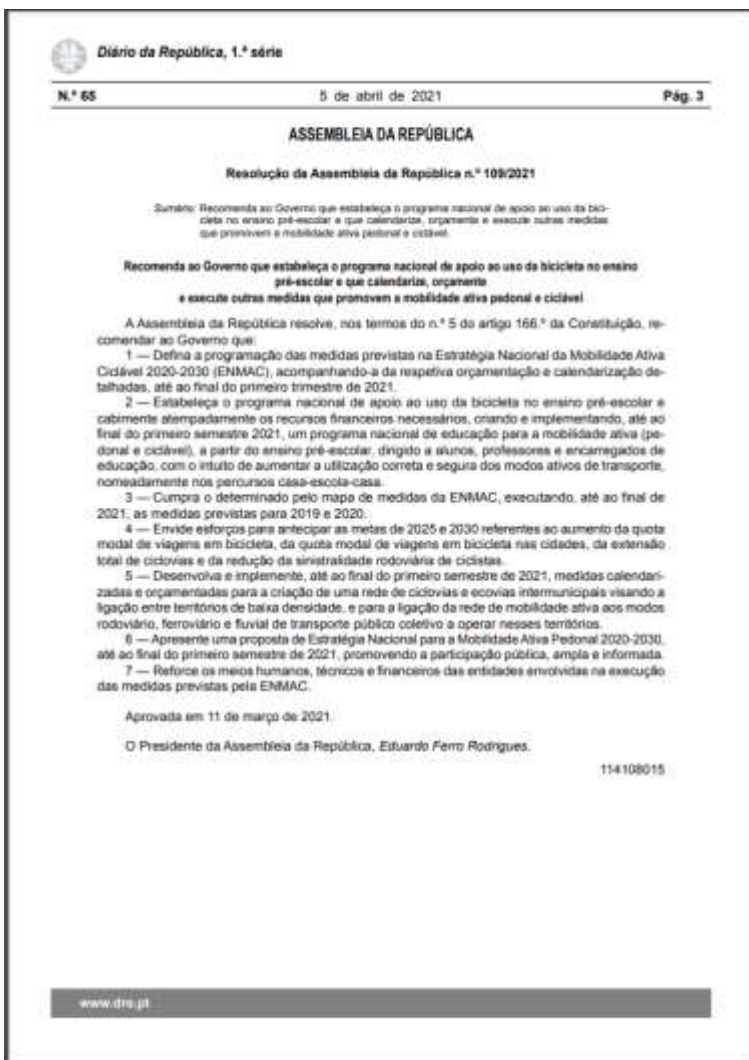 Diário da República, 1.ª série
N.º 65 5 de abril de 2021 Pág. 3
ASSEMBLEIA DA REPÚBLICA
Resolução da Assembleia da República n.º 109/2021
Sumário: Recomenda ao Governo que estabeleça o programa nacional de apoio ao uso da bici-
cleta no ensino pré-escolar e que calendarize, orçamente e execute outras medidas
que promovem a mobilidade ativa pedonal e ciclável.
Recomenda ao Governo que estabeleça o programa nacional de apoio ao uso da bicicleta no ensino
pré-escolar e que calendarize, orçamente
e execute outras medidas que promovem a mobilidade ativa pedonal e ciclável
A Assembleia da República resolve, nos termos do n.º 5 do artigo 166.º da Constituição, re-
comendar ao Governo que:
1 — Defina a programação das medidas previstas na Estratégia Nacional da Mobilidade Ativa
Ciclável 2020-2030 (ENMAC), acompanhando-a da respetiva orçamentação e calendarização de-
talhadas, até ao final do primeiro trimestre de 2021.
2 — Estabeleça o programa nacional de apoio ao uso da bicicleta no ensino pré-escolar e
cabimente atempadamente os recursos financeiros necessários, criando e implementando, até ao
final do primeiro semestre 2021, um programa nacional de educação para a mobilidade ativa (pe-
donal e ciclável), a partir do ensino pré-escolar, dirigido a alunos, professores e encarregados de
educação, com o intuito de aumentar a utilização correta e segura dos modos ativos de transporte,
nomeadamente nos percursos casa-escola-casa.
3 — Cumpra o determinado pelo mapa de medidas da ENMAC, executando, até ao final de
2021, as medidas previstas para 2019 e 2020.
4 — Envide esforços para antecipar as metas de 2025 e 2030 referentes ao aumento da quota
modal de viagens em bicicleta, da quota modal de viagens em bicicleta nas cidades, da extensão
total de ciclovias e da redução da sinistralidade rodoviária de ciclistas.
5 — Desenvolva e implemente, até ao final do primeiro semestre de 2021, medidas calendari-
zadas e orçamentadas para a criação de uma rede de ciclovias e ecovias intermunicipais visando a
ligação entre territórios de baixa densidade, e para a ligação da rede de mobilidade ativa aos modos
rodoviário, ferroviário e fluvial de transporte público coletivo a operar nesses territórios.
6 — Apresente uma proposta de Estratégia Nacional para a Mobilidade Ativa Pedonal 2020-2030,
até ao final do primeiro semestre de 2021, promovendo a participação pública, ampla e informada.
7 — Reforce os meios humanos, técnicos e financeiros das entidades envolvidas na execução
das medidas previstas pela ENMAC.
Aprovada em 11 de março de 2021.
O Presidente da Assembleia da República, Eduardo Ferro Rodrigues.
114108015
www.dre.pt